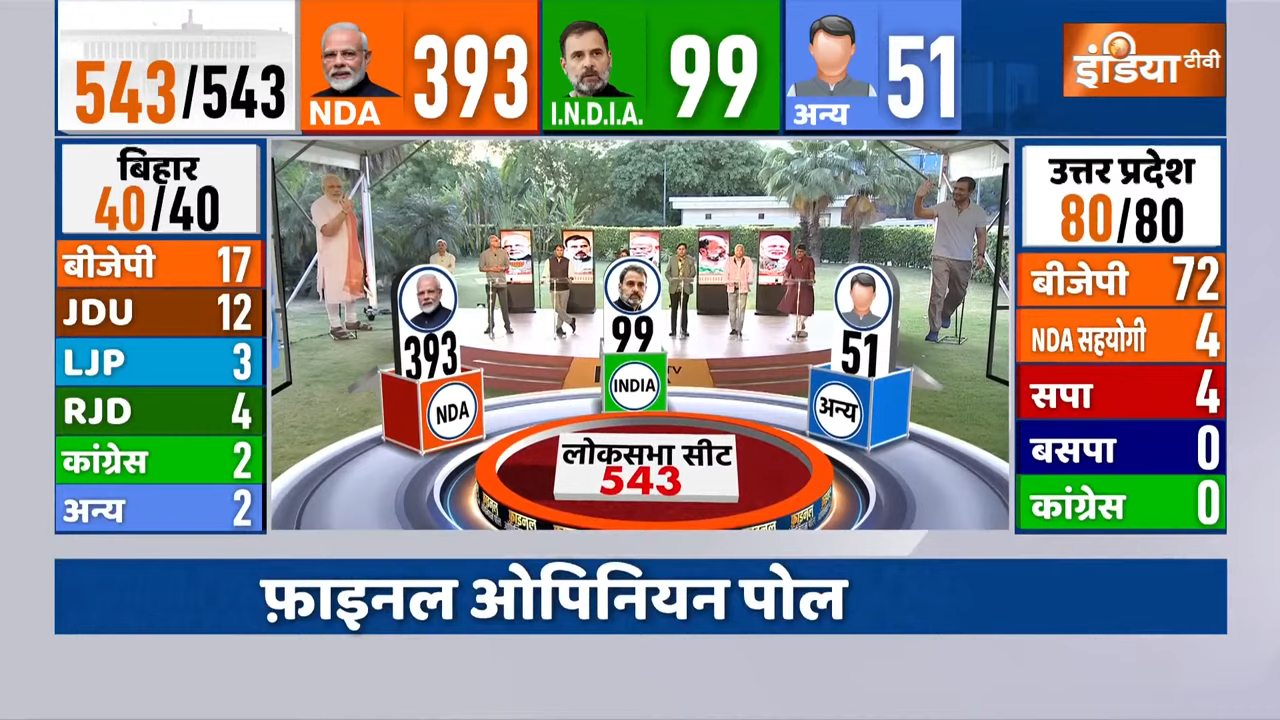 543/543
NDA 393
I.N.D.I.A. 99
अन्य 51
इंडिया टीवी
बिहार
40/40
बीजेपी 17
JDU 12
LJP 3
RJD 4
कांग्रेस 2
अन्य 2
393
NDA
99
INDIA
51
अन्य
लोकसभा सीट
543
फ़ाइनल
फ़ाइनल
उत्तर प्रदेश
80/80
बीजेपी 72
NDA सहयोगी 4
सपा 4
बसपा 0
कांग्रेस 0
फ़ाइनल ओपिनियन पोल